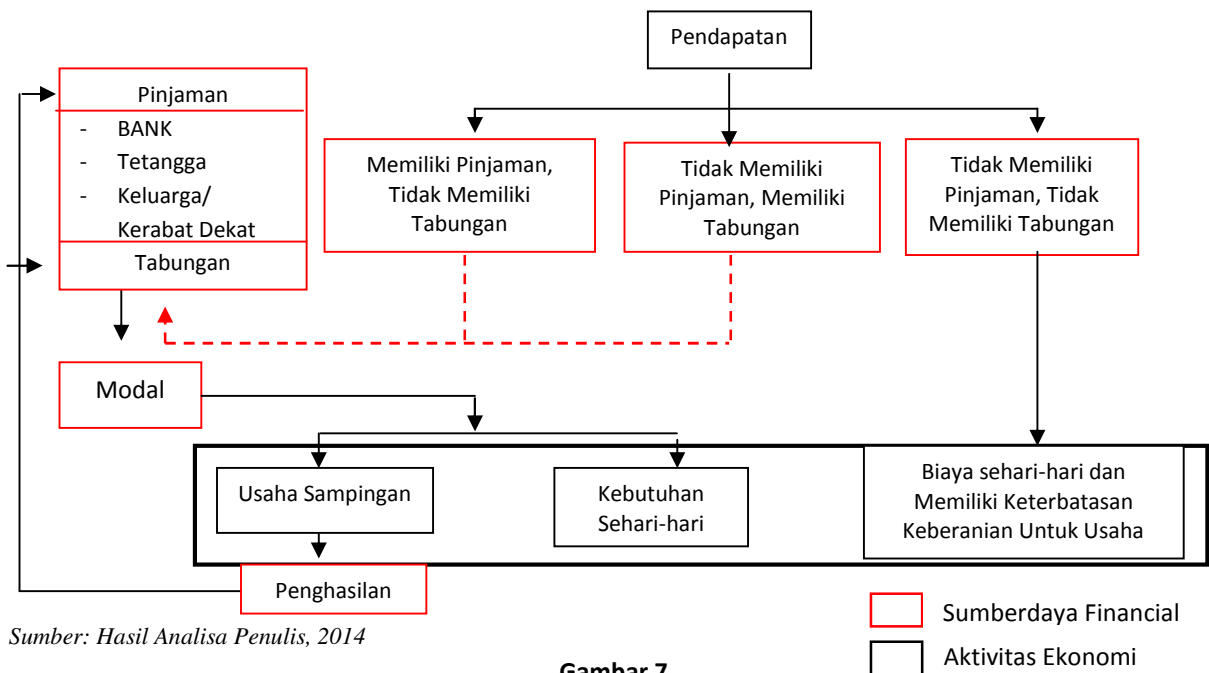 Pendapatan
Pinjaman
- BANK
- Tetangga
- Keluarga/
Kerabat Dekat
Tabungan
Memiliki Pinjaman,
Tidak Memiliki
Tabungan
Tidak Memiliki
Pinjaman, Memiliki
Tabungan
Tidak Memiliki
Pinjaman, Tidak
Memiliki Tabungan
Modal
Usaha Sampingan
Kebutuhan
Sehari-hari
Biaya sehari-hari dan
Memiliki Keterbatasan
Keberanian Untuk Usaha
Penghasilan
Sumberdaya Financial
Aktivitas Ekonomi
Sumber: Hasil Analisa Penulis, 2014
Gambar 7